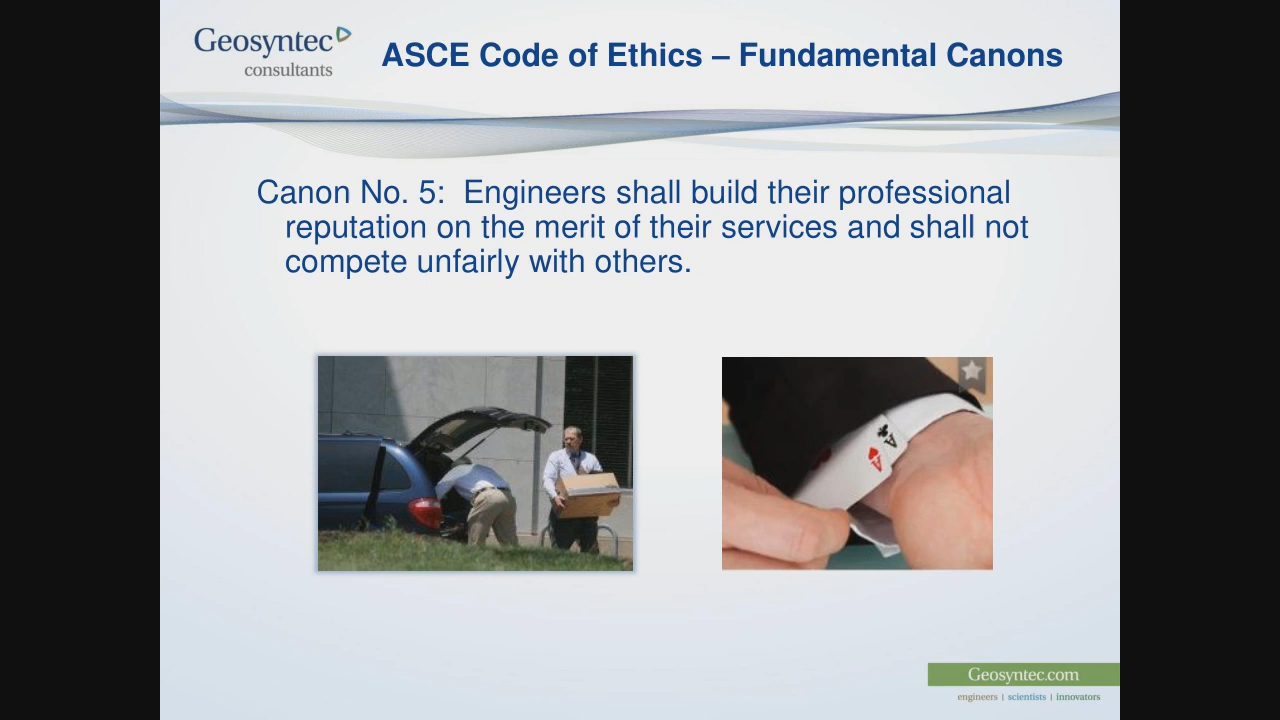 Geosyntec
consultants
ASCE Code of Ethics – Fundamental Canons
Canon No. 5: Engineers shall build their professional
reputation on the merit of their services and shall not
compete unfairly with others.
A
A
Geosyntec.com
engineers | scientists | innovators